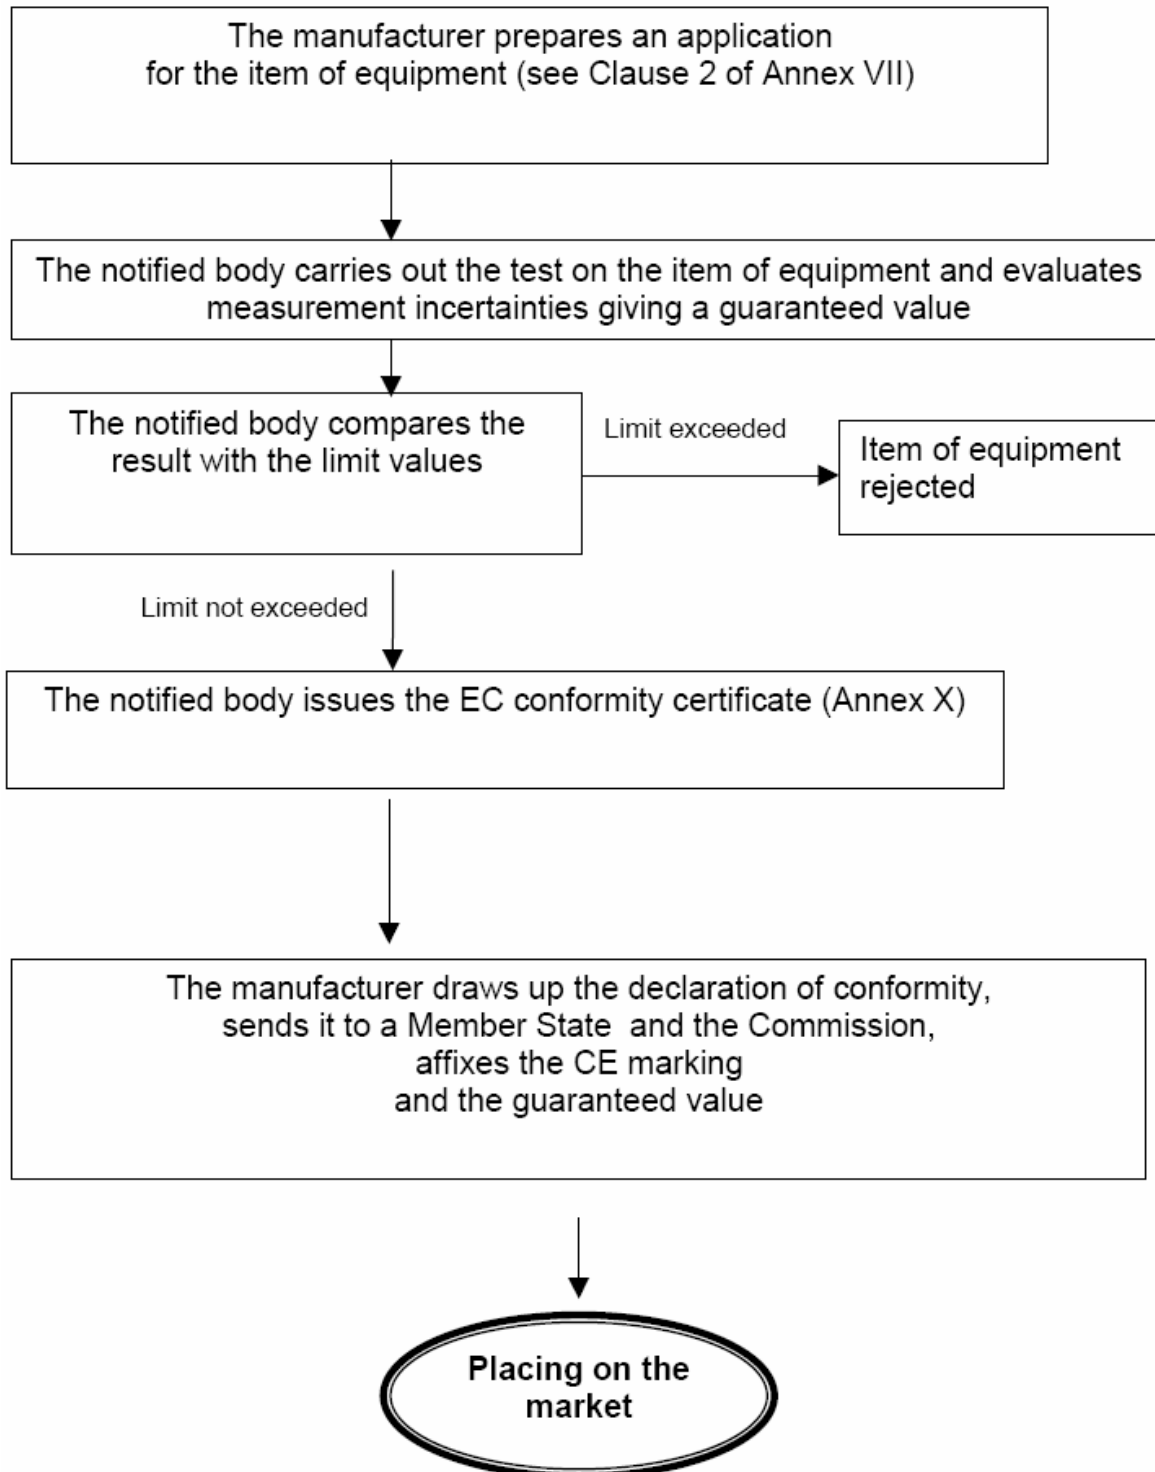 The manufacturer prepares an application
for the item of equipment (see Clause 2 of Annex VII)
The notified body carries out the test on the item of equipment and evaluates
measurement incertainties giving a guaranteed value
The notified body compares the
result with the limit values
Limit exceeded
Item of equipment
rejected
Limit not exceeded
The notified body issues the EC conformity certificate (Annex X)
The manufacturer draws up the declaration of conformity,
sends it to a Member State and the Commission,
affixes the CE marking
and the guaranteed value
Placing on the
market